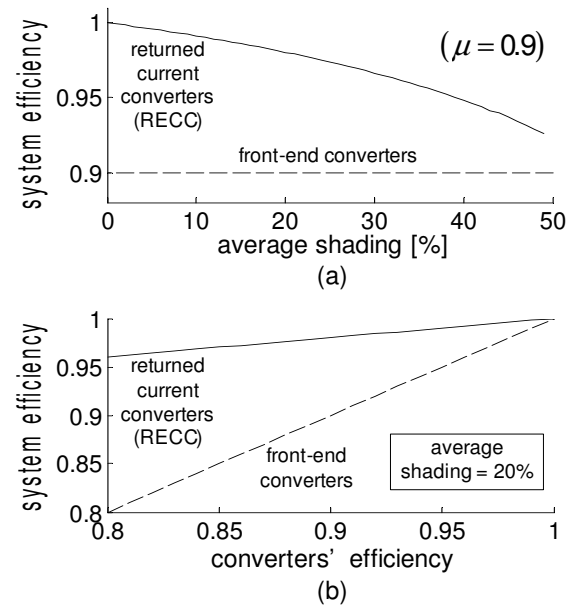 system efficiency
1
0.95
0.9
returned
current
converters
(RECC)
(μ = 0.9)
front-end converters
0
10
20
30
40
50
average shading [%]
(a)
system efficiency
1
0.95
0.9
0.85
0.8
returned
current
converters
(RECC)
front-end
converters
average
shading = 20%
0.8
0.85
0.9
0.95
1
converters' efficiency
(b)